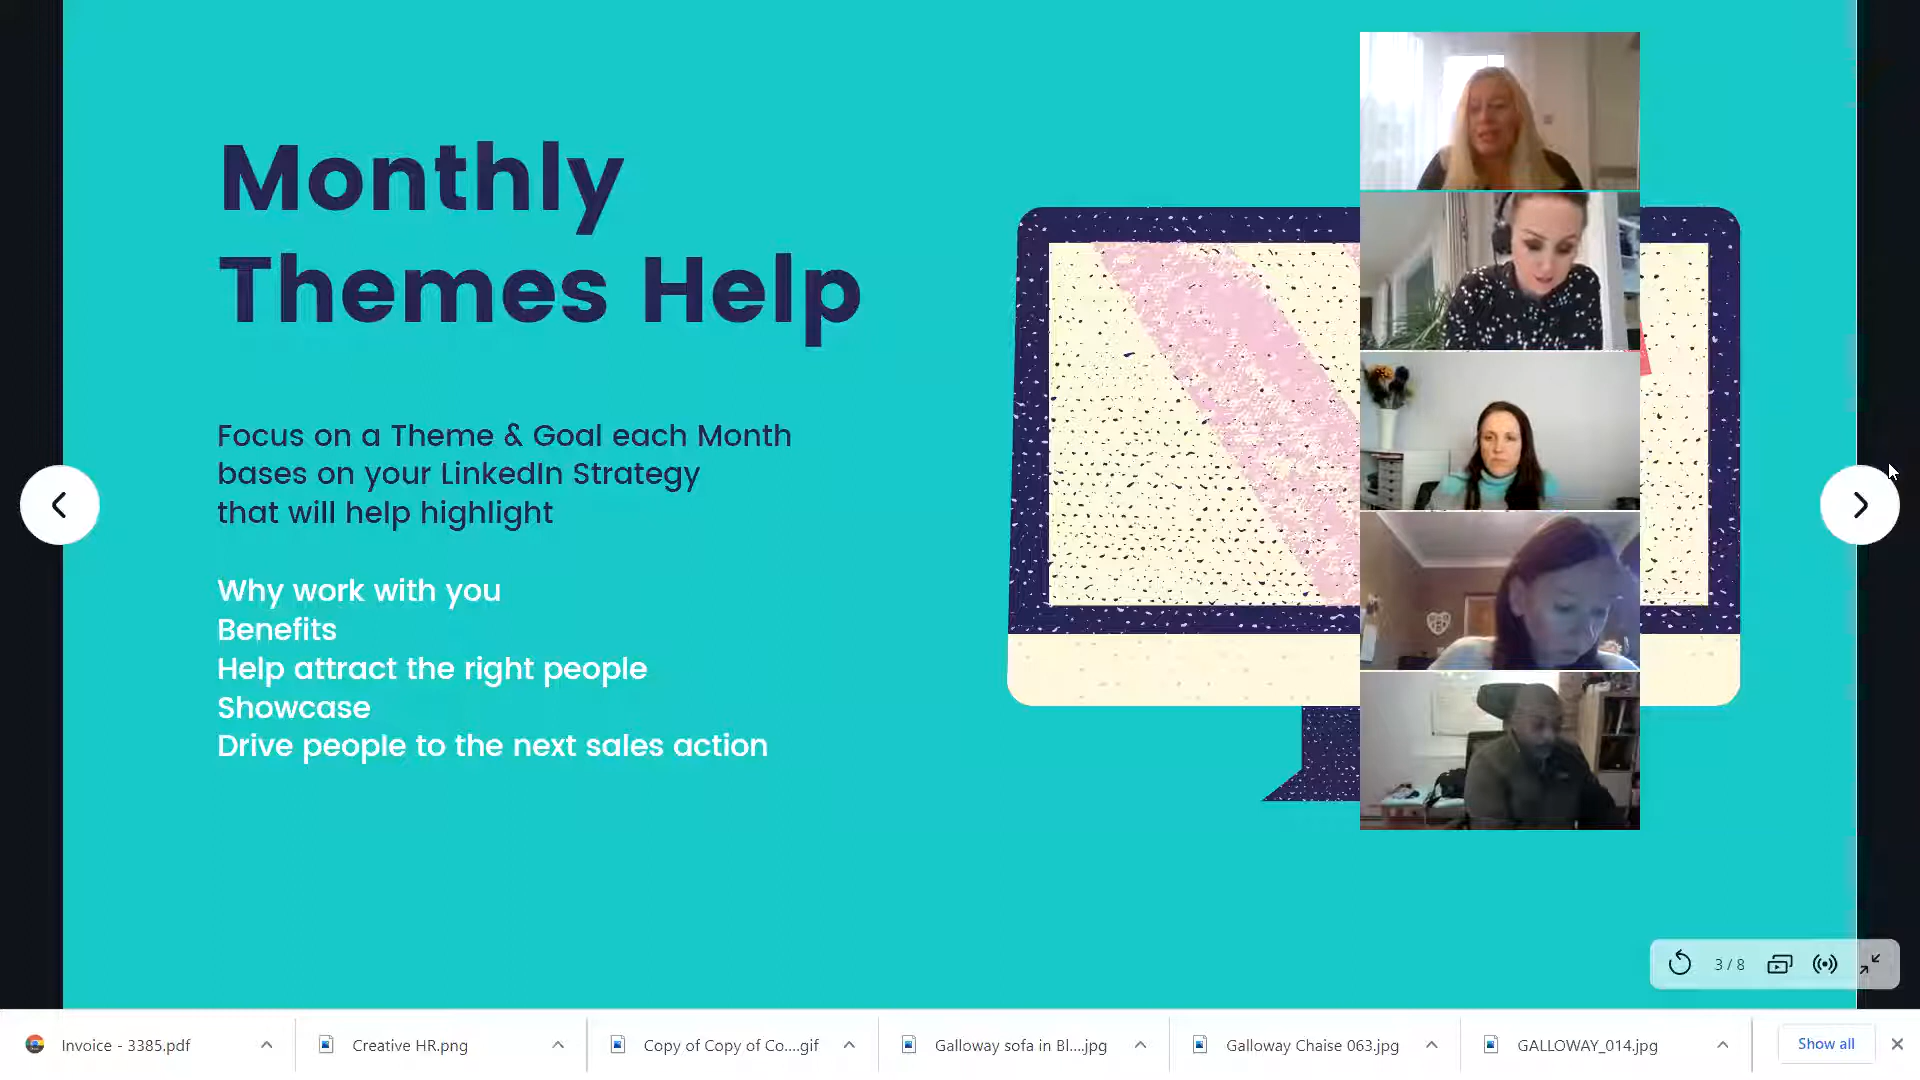 Monthly
Themes Help
Focus on a Theme & Goal each Month
bases on your LinkedIn Strategy
that will help highlight
Why work with you
Benefits
Help attract the right people
Showcase
Drive people to the next sales action
3 / 8
Invoice - 3385.pdf
Creative HR.png
Copy of Copy of Co....gif
Galloway sofa in Bl....jpg
Galloway Chaise 063.jpg
GALLOWAY_014.jpg
Show all